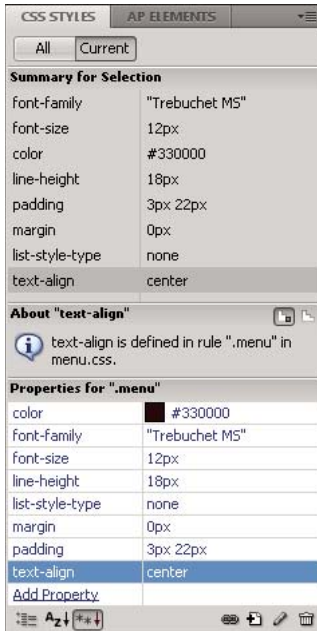 CSS STYLES AP ELEMENTS
All Current
Summary for Selection
font-family "Trebuchet MS"
font-size 12px
color #330000
line-height 18px
padding 3px 22px
margin 0px
list-style-type none
text-align center
About "text-align"
text-align is defined in rule ".menu" in
menu.css.
Properties for ".menu"
color #330000
font-family "Trebuchet MS"
font-size 12px
line-height 18px
list-style-type none
margin 0px
padding 3px 22px
text-align center
Add Property
Az↓ **↓